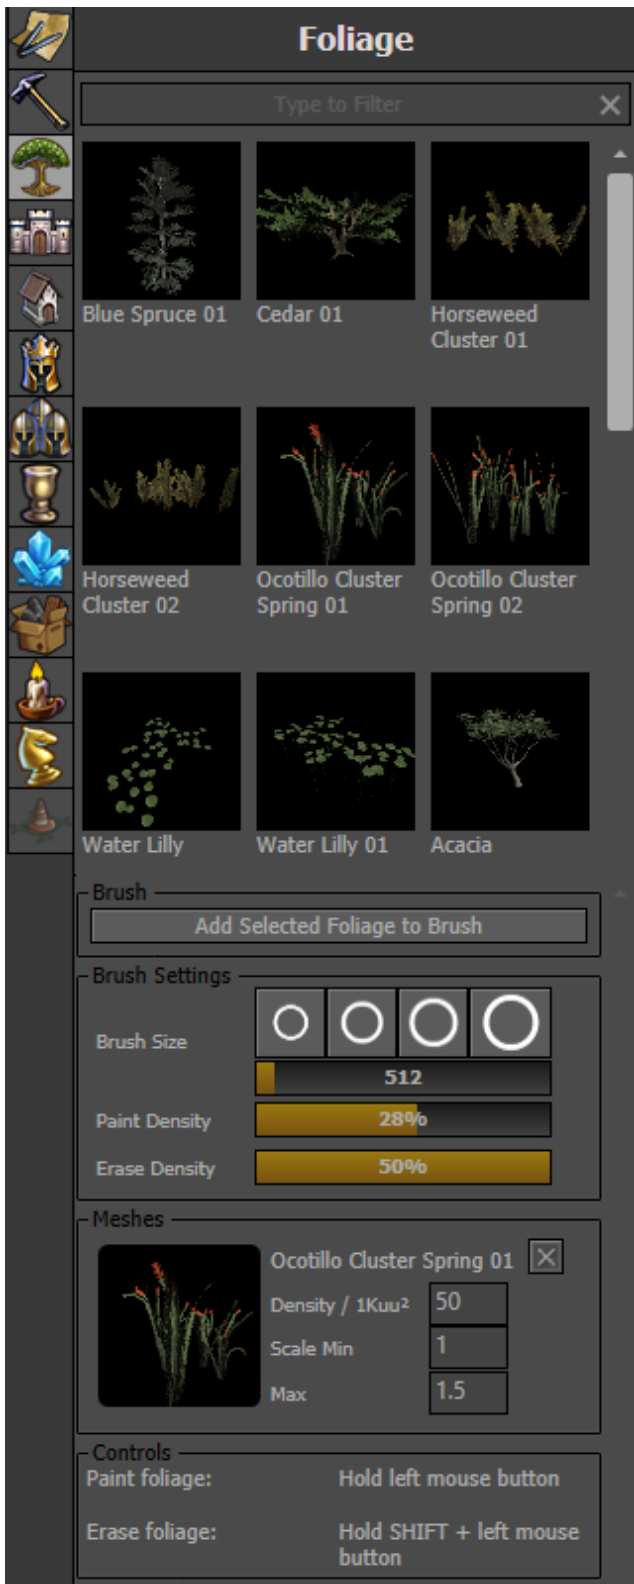 Foliage
Type to Filter
Blue Spruce 01
Cedar 01
Horseweed
Cluster 01
Horseweed
Cluster 02
Ocotillo Cluster
Spring 01
Ocotillo Cluster
Spring 02
Water Lilly
Water Lilly 01
Acacia
Brush
Add Selected Foliage to Brush
Brush Settings
Brush Size
512
Paint Density
28%
Erase Density
50%
Meshes
Ocotillo Cluster Spring 01
Density / 1Kuu²
50
Scale Min
1
Max
1.5
Controls
Paint foliage:
Hold left mouse button
Erase foliage:
Hold SHIFT + left mouse
button